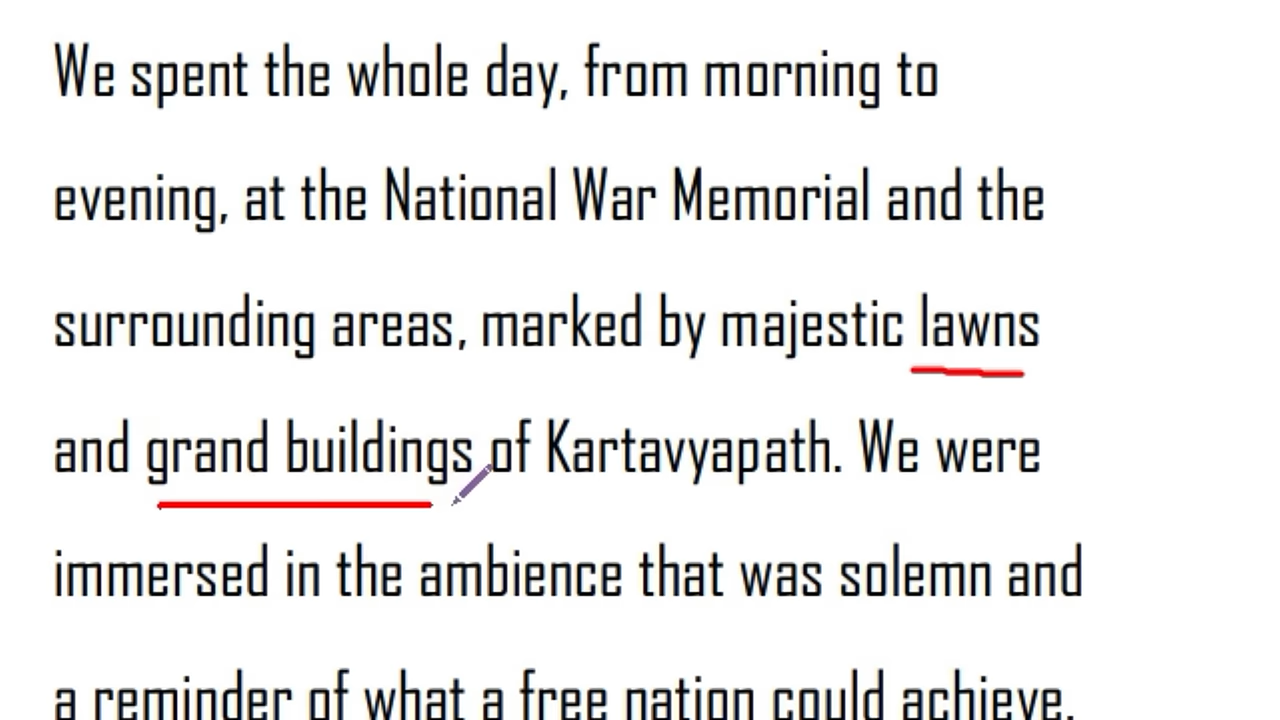 We spent the whole day, from morning to
evening, at the National War Memorial and the
surrounding areas, marked by majestic lawns
and grand buildings of Kartavyapath. We were
immersed in the ambience that was solemn and
a reminder of what a free nation could achieve.